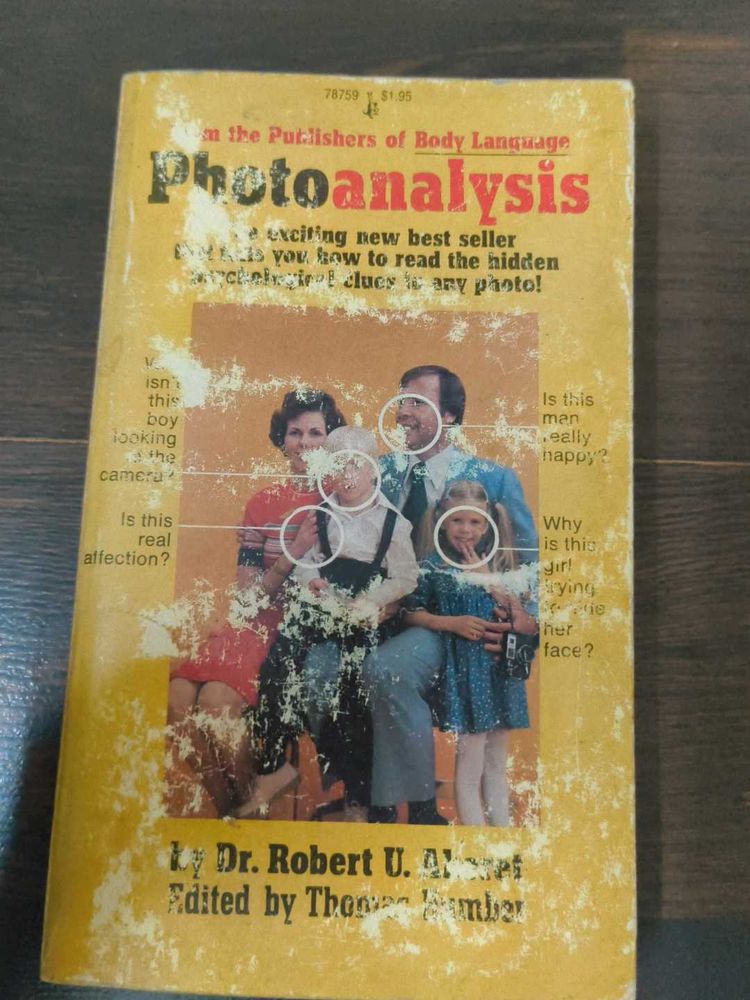 78759 $1.95
the Publishers of Body Language
Photoanalysis
exciting new best seller
you how to read the hidden
psychological clues to any photo!
isn't
this
boy
looking
the
camera?
Is this
real
affection?
Is this
man
really
happy?
Why
is this
girl
trying
her
face?
by Dr. Robert U.
Edited by Thomas